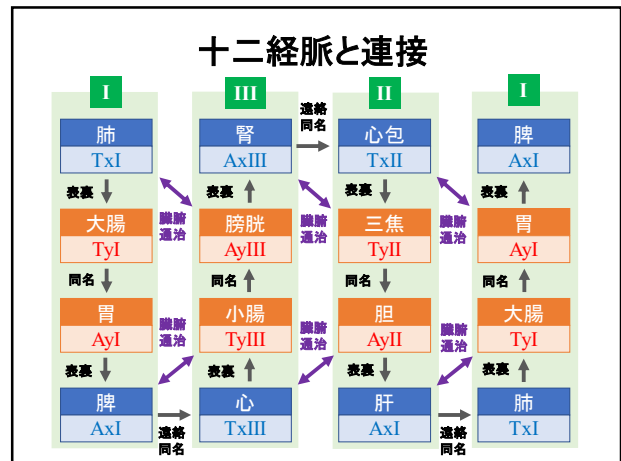 十二経脈と連接
I
III
II
I
肺
TxI
表裏
大腸
TyI
同名
胃
AyI
表裏
脾
AxI
連絡
同名
臓腑
通治
臓腑
通治
腎
AxIII
表裏
膀胱
AyIII
同名
小腸
TyIII
表裏
心
TxIII
連絡
同名
臓腑
通治
臓腑
通治
心包
TxII
表裏
三焦
TyII
同名
胆
AyII
表裏
肝
AxI
連絡
同名
臓腑
通治
臓腑
通治
脾
AxI
表裏
胃
AyI
同名
大腸
TyI
表裏
肺
TxI